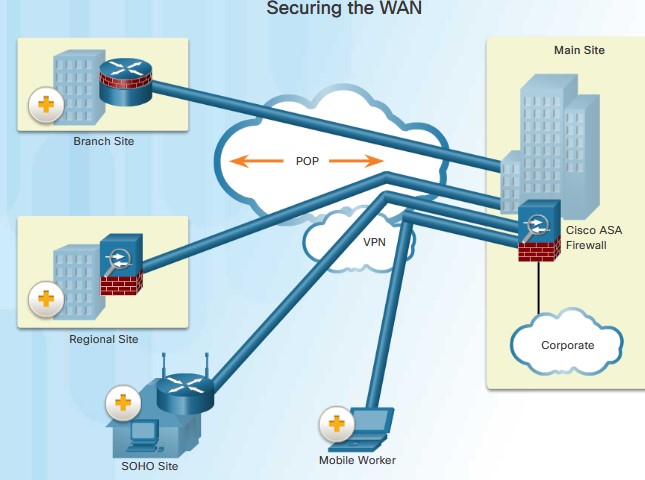 Securing the WAN
Main Site
Branch Site
POP
Cisco ASA
Firewall
VPN
Regional Site
Corporate
SOHO Site
Mobile Worker